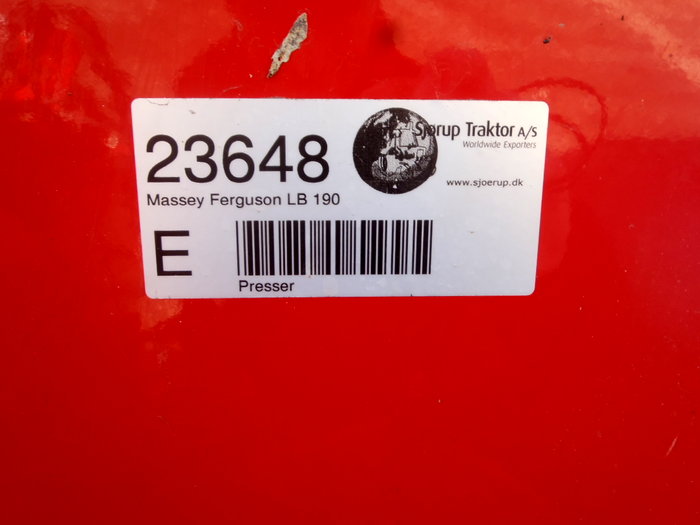 23648
Sjørup Traktor A/S
Worldwide Exporters
www.sjoerup.dk
Massey Ferguson LB 190
E
Presser